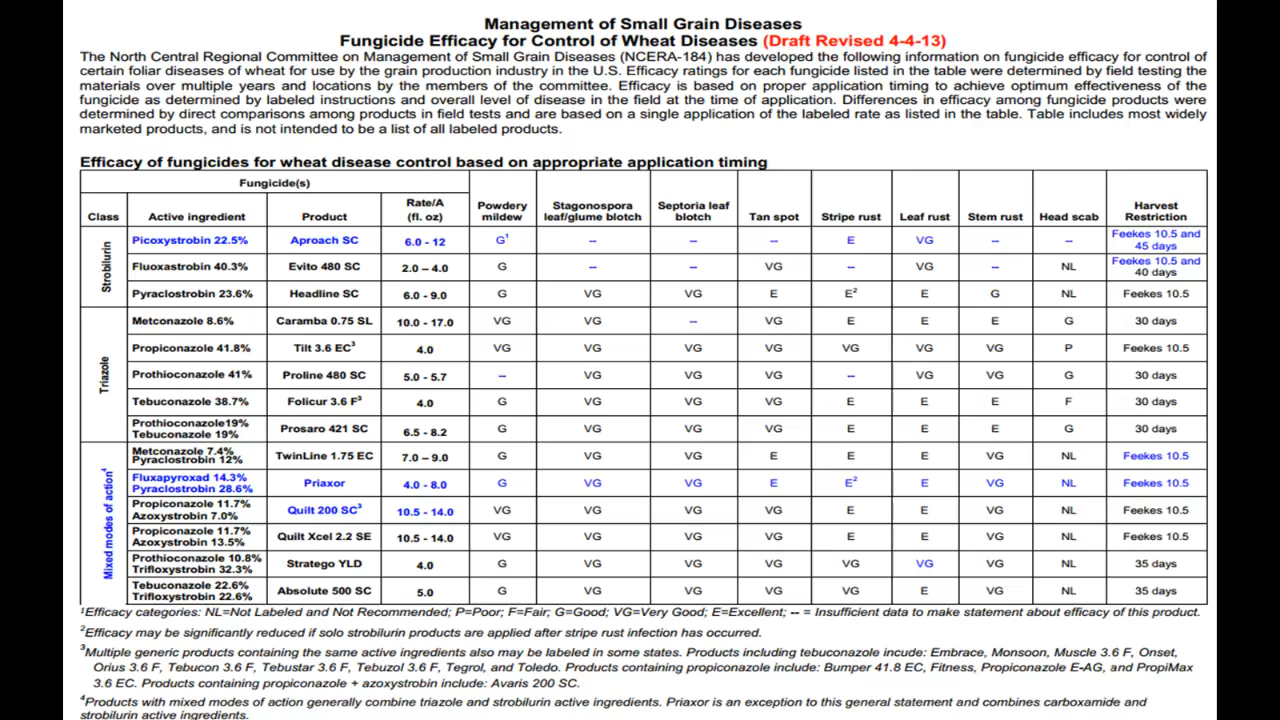 Management of Small Grain Diseases
Fungicide Efficacy for Control of Wheat Diseases (Draft Revised 4-4-13)
The North Central Regional Committee on Management of Small Grain Diseases (NCERA-184) has developed the following information on fungicide efficacy for control of
certain foliar diseases of wheat for use by the grain production industry in the U.S. Efficacy ratings for each fungicide listed in the table were determined by field testing the
materials over multiple years and locations by the members of the committee. Efficacy is based on proper application timing to achieve optimum effectiveness of the
fungicide as determined by labeled instructions and overall level of disease in the field at the time of application. Differences in efficacy among fungicide products were
determined by direct comparisons among products in field tests and are based on a single application of the labeled rate as listed in the table. Table includes most widely
marketed products, and is not intended to be a list of all labeled products.
Efficacy of fungicides for wheat disease control based on appropriate application timing
Fungicide(s)
Class Active ingredient Product Rate/A (fl. oz) Powdery mildew Stagonospora leaf/glume blotch Septoria leaf blotch Tan spot Stripe rust Leaf rust Stem rust Head scab Harvest Restriction
Strobilurin
Picoxystrobin 22.5% Aproach SC 6.0 - 12 G¹ -- -- -- E VG -- -- Feekes 10.5 and 45 days
Fluoxastrobin 40.3% Evito 480 SC 2.0 – 4.0 G -- -- VG -- VG -- NL Feekes 10.5 and 40 days
Pyraclostrobin 23.6% Headline SC 6.0 - 9.0 G VG VG E E² E G NL Feekes 10.5
Triazole
Metconazole 8.6% Caramba 0.75 SL 10.0 - 17.0 VG VG -- VG E E E G 30 days
Propiconazole 41.8% Tilt 3.6 EC³ 4.0 VG VG VG VG VG VG VG P Feekes 10.5
Prothioconazole 41% Proline 480 SC 5.0 - 5.7 -- VG VG VG -- VG VG G 30 days
Tebuconazole 38.7% Folicur 3.6 F³ 4.0 G VG VG VG E E E F 30 days
Prothioconazole19% Tebuconazole 19% Prosaro 421 SC 6.5 - 8.2 G VG VG VG E E E G 30 days
Mixed modes of action⁴
Metconazole 7.4% Pyraclostrobin 12% TwinLine 1.75 EC 7.0 – 9.0 G VG VG E E E VG NL Feekes 10.5
Fluxapyroxad 14.3% Pyraclostrobin 28.6% Priaxor 4.0 - 8.0 G VG VG E E² E VG NL Feekes 10.5
Propiconazole 11.7% Azoxystrobin 7.0% Quilt 200 SC³ 10.5 - 14.0 VG VG VG VG E E VG NL Feekes 10.5
Propiconazole 11.7% Azoxystrobin 13.5% Quilt Xcel 2.2 SE 10.5 - 14.0 VG VG VG VG E E VG NL Feekes 10.5
Prothioconazole 10.8% Trifloxystrobin 32.3% Stratego YLD 4.0 G VG VG VG VG VG VG NL 35 days
Tebuconazole 22.6% Trifloxystrobin 22.6% Absolute 500 SC 5.0 G VG VG VG VG E VG NL 35 days
¹Efficacy categories: NL=Not Labeled and Not Recommended; P=Poor; F=Fair; G=Good; VG=Very Good; E=Excellent; -- = Insufficient data to make statement about efficacy of this product.
²Efficacy may be significantly reduced if solo strobilurin products are applied after stripe rust infection has occurred.
³Multiple generic products containing the same active ingredients also may be labeled in some states. Products including tebuconazole incude: Embrace, Monsoon, Muscle 3.6 F, Onset,
Orius 3.6 F, Tebucon 3.6 F, Tebustar 3.6 F, Tebuzol 3.6 F, Tegrol, and Toledo. Products containing propiconazole include: Bumper 41.8 EC, Fitness, Propiconazole E-AG, and PropiMax
3.6 EC. Products containing propiconazole + azoxystrobin include: Avaris 200 SC.
⁴Products with mixed modes of action generally combine triazole and strobilurin active ingredients. Priaxor is an exception to this general statement and combines carboxamide and
strobilurin active ingredients.